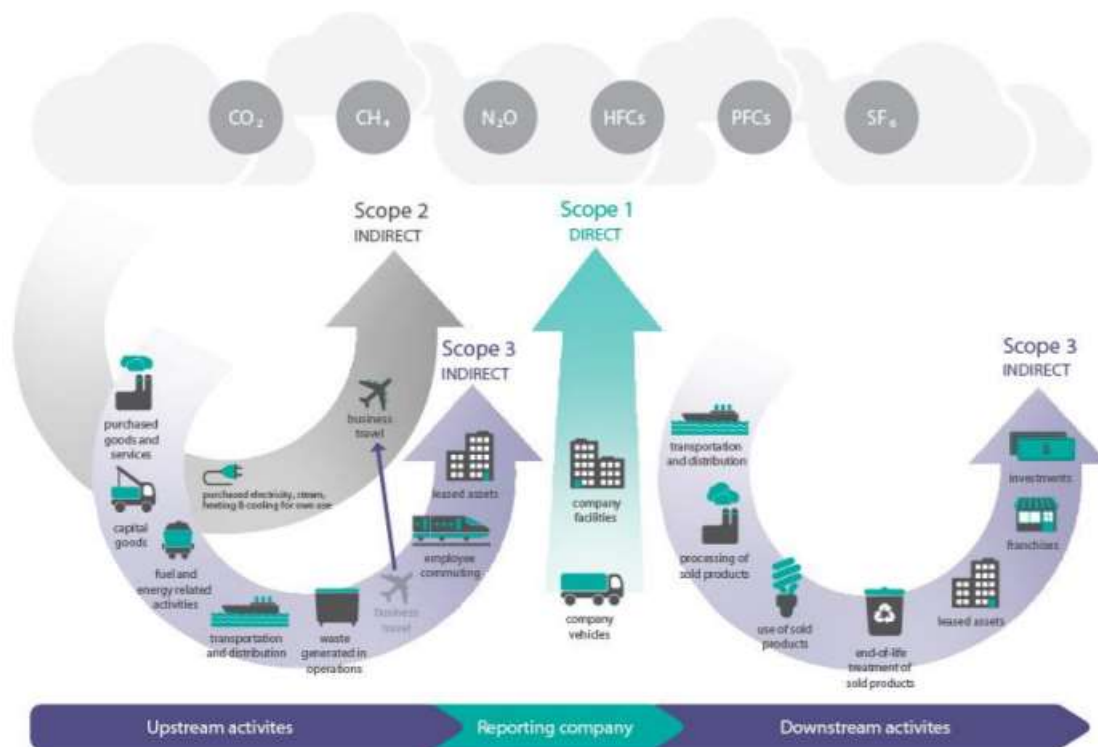 CO₂
CH₄
N₂O
HFCs
PFCs
SF₆
Scope 2
INDIRECT
Scope 1
DIRECT
Scope 3
INDIRECT
Scope 3
INDIRECT
purchased
goods and
services
capital
goods
fuel and
energy related
activities
purchased electricity, steam,
heating & cooling for own use
business
travel
transportation
and distribution
waste
generated in
operations
business
travel
employee
commuting
leased assets
company
facilities
company
vehicles
transportation
and distribution
processing of
sold products
use of sold
products
end-of-life
treatment of
sold products
leased assets
franchises
investments
Upstream activites
Reporting company
Downstream activites